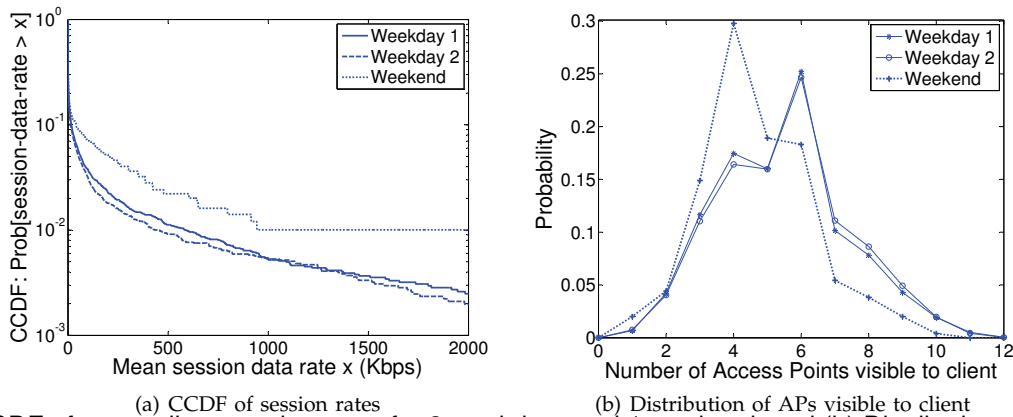 CCDF : Prob[session-data-rate > x]
10^0
10^-1
10^-2
10^-3
0 500 1000 1500 2000
Mean session data rate x (Kbps)
Weekday 1
Weekday 2
Weekend
(a) CCDF of session rates
Probability
0.3
0.25
0.2
0.15
0.1
0.05
0
0 2 4 6 8 10 12
Number of Access Points visible to client
Weekday 1
Weekday 2
Weekend
(b) Distribution of APs visible to client